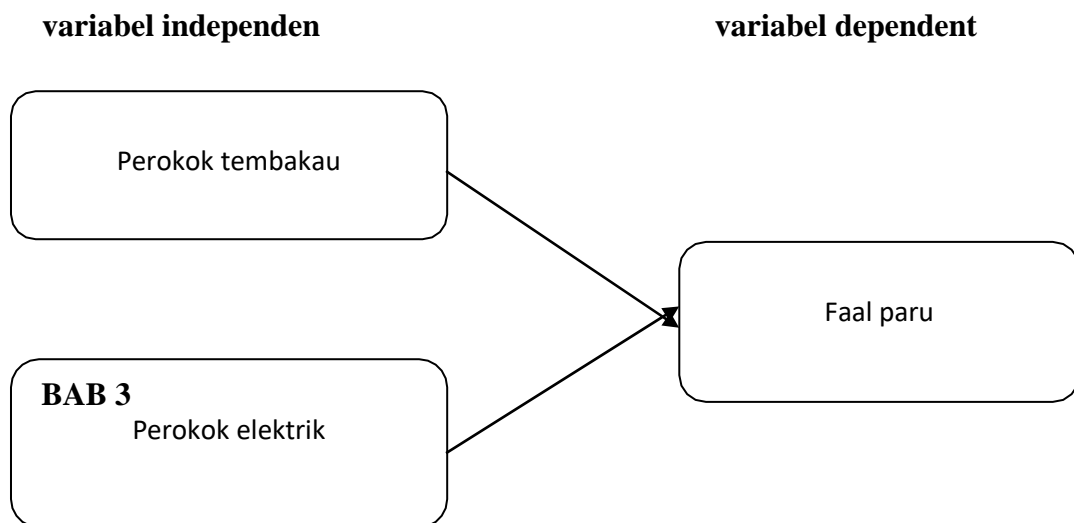 variabel independen
variabel dependent
Perokok tembakau
Faal paru
BAB 3
Perokok elektrik